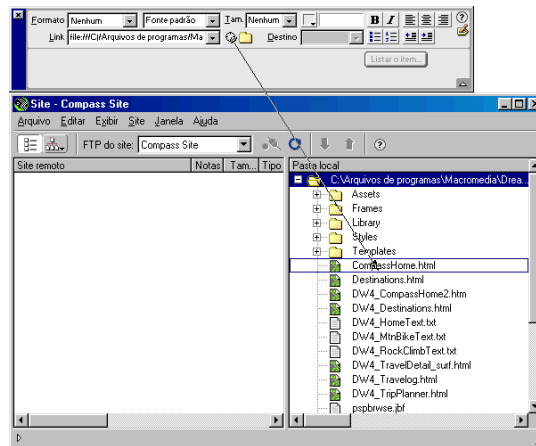 Formato Nenhum Fonte padrão Tam. Nenhum B I
Link file:///C|/Arquivos de programas/Ma Destino
Listar o item...
Site - Compass Site
Arquivo Editar Exibir Site Janela Ajuda
FTP do site: Compass Site
Site remoto Notas Tam... Tipo Pasta local
C:\Arquivos de programas\Macromedia\Drea...
Assets
Frames
Library
Styles
Templates
CompassHome.html
Destinations.html
DW4_CompassHome2.htm
DW4_Destinations.html
DW4_HomeText.txt
DW4_MtnBikeText.txt
DW4_RockClimbText.txt
DW4_TravelDetail_surf.html
DW4_Travelog.html
DW4_TripPlanner.html
pspbrwse.jbf